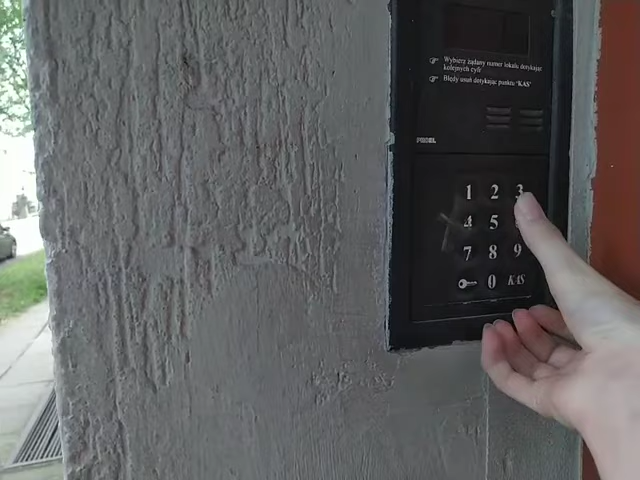 Wybierz żądany numer lokalu dotykając
kolejnych cyfr
Błędy usuń dotykając punktu "KAS"
PROEL
1 2 3
4 5
7 8 9
0 KAS